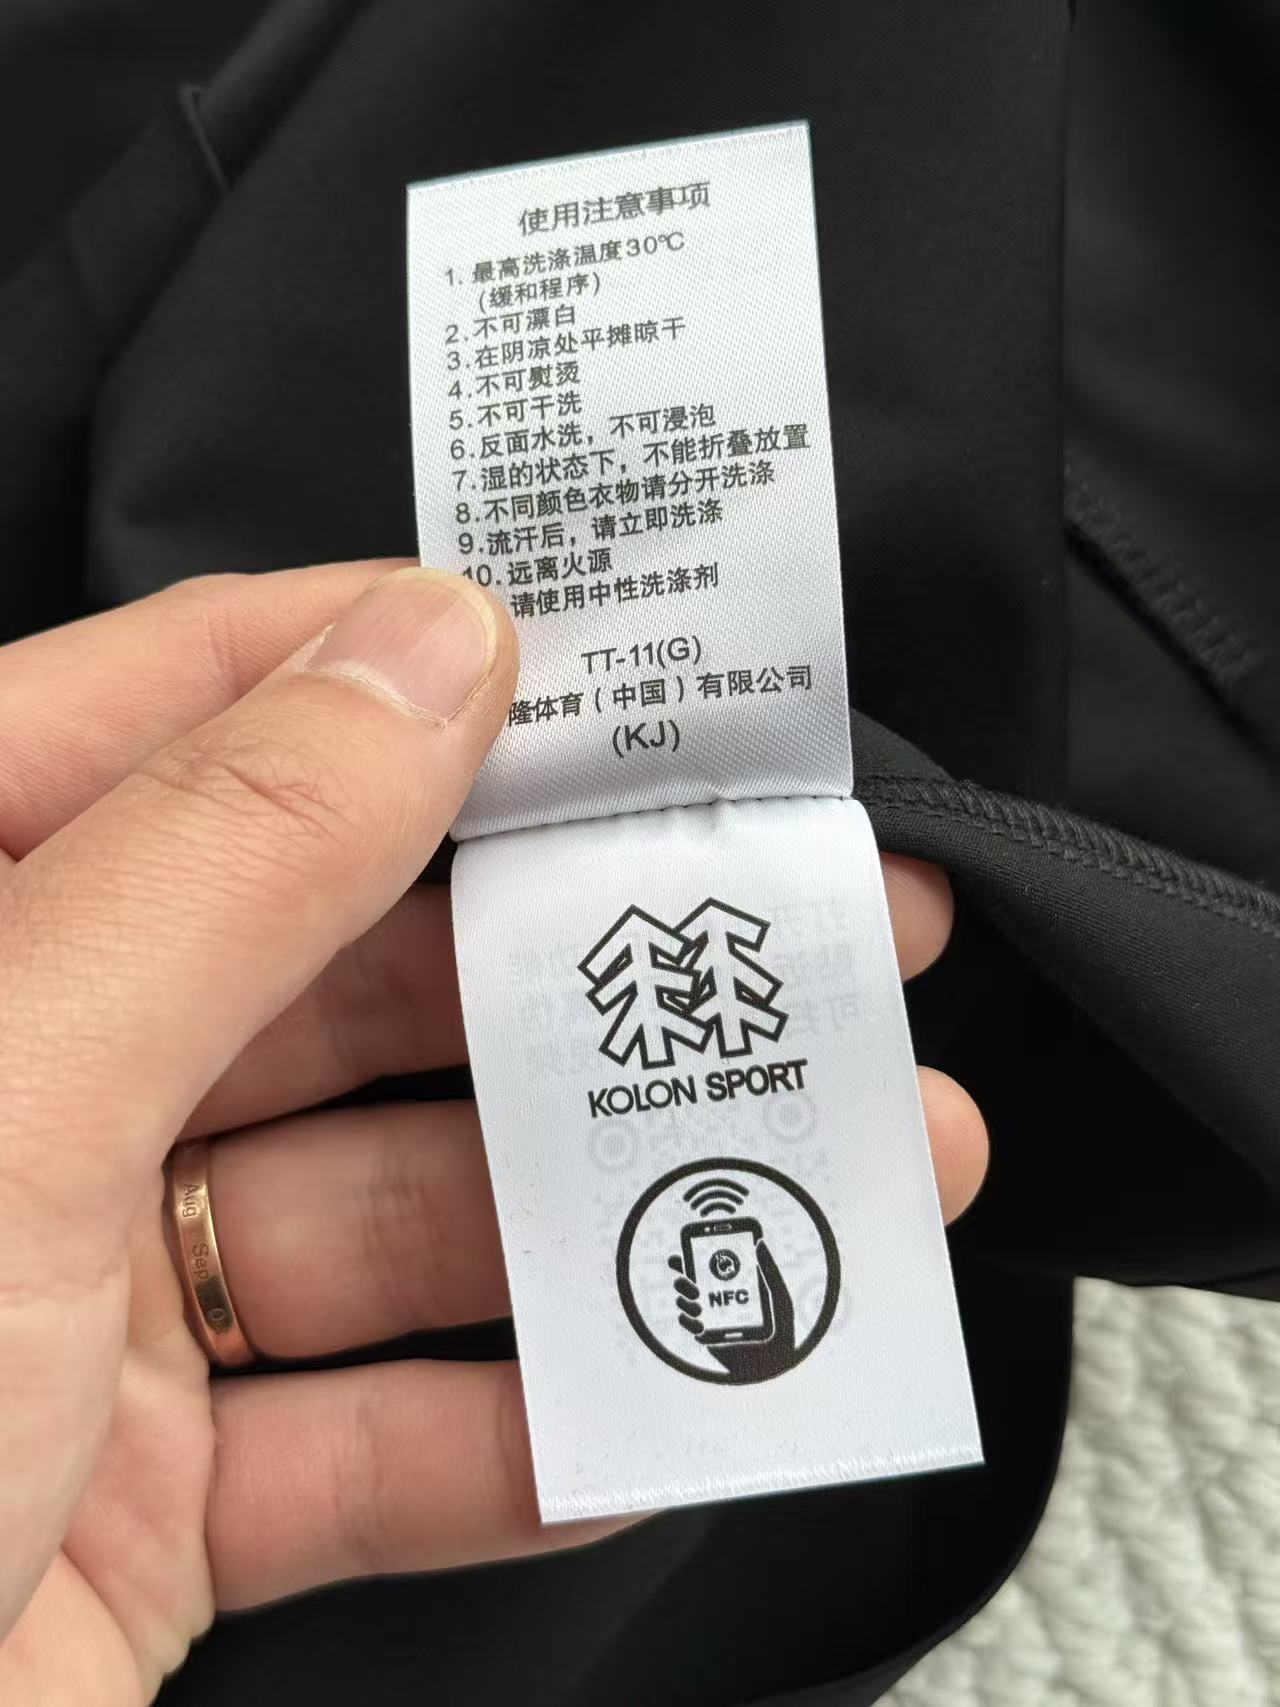 使用注意事项
1. 最高洗涤温度30℃
(缓和程序)
2.不可漂白
3.在阴凉处平摊晾干
4.不可熨烫
5.不可干洗
6.反面水洗，不可浸泡
7.湿的状态下，不能折叠放置
8.不同颜色衣物请分开洗涤
9.流汗后，请立即洗涤
10.远离火源
请使用中性洗涤剂
TT-11(G)
隆体育（中国）有限公司
(KJ)
KOLON SPORT
NFC
Aug Sep